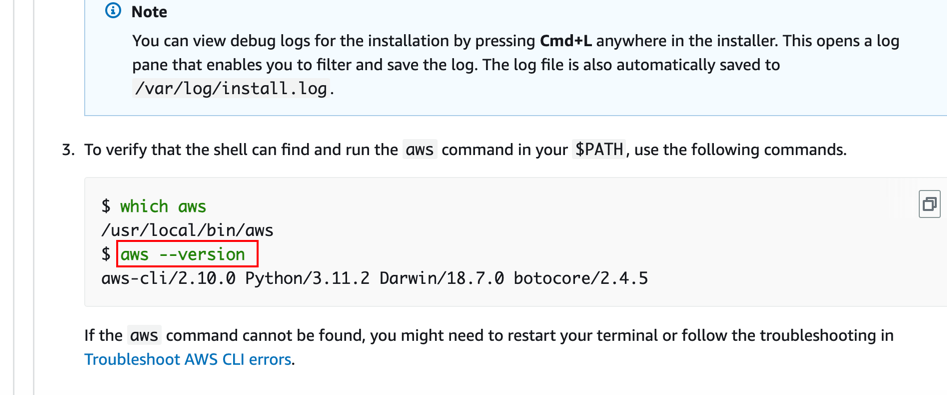 Note
You can view debug logs for the installation by pressing Cmd+L anywhere in the installer. This opens a log
pane that enables you to filter and save the log. The log file is also automatically saved to
/var/log/install.log.
3. To verify that the shell can find and run the aws command in your $PATH, use the following commands.
$ which aws
/usr/local/bin/aws
$ aws --version
aws-cli/2.10.0 Python/3.11.2 Darwin/18.7.0 botocore/2.4.5
If the aws command cannot be found, you might need to restart your terminal or follow the troubleshooting in
Troubleshoot AWS CLI errors.